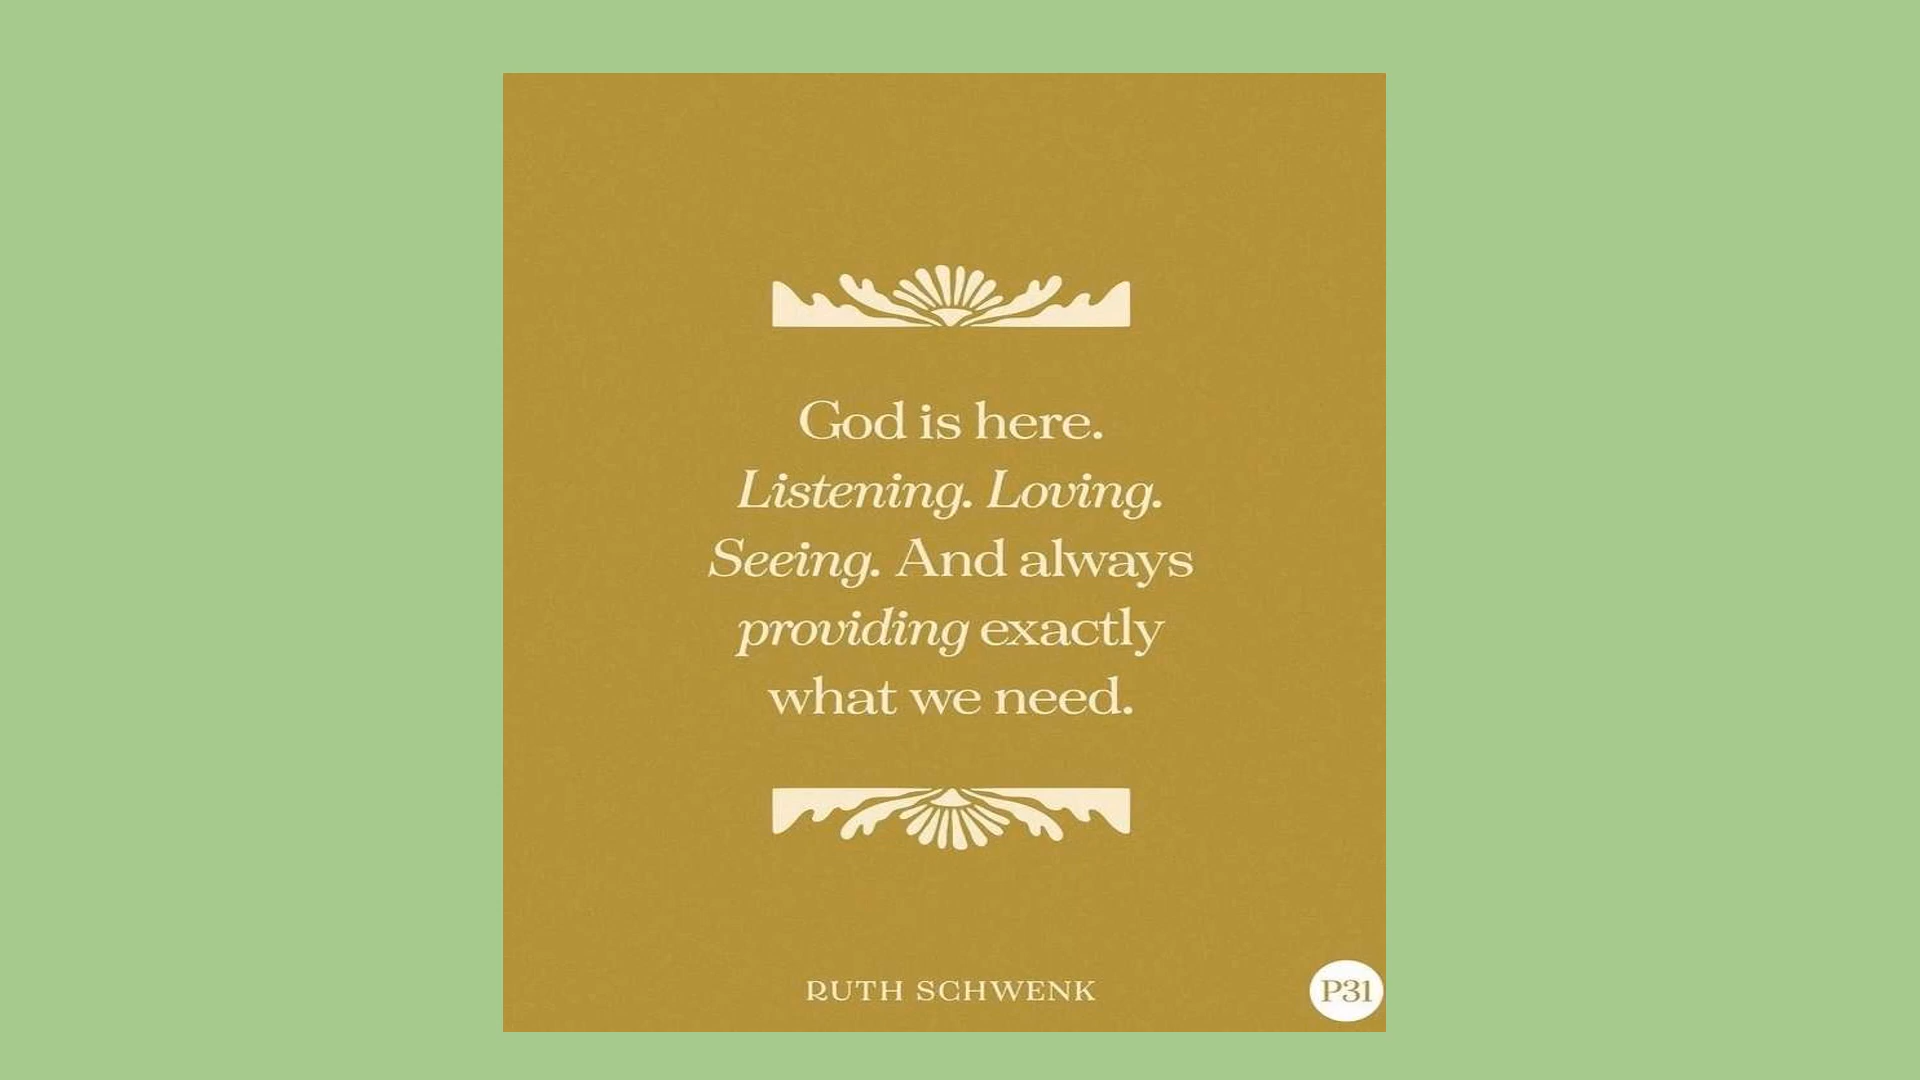 God is here.
Listening. Loving.
Seeing. And always
providing exactly
what we need.
RUTH SCHWENK
P31